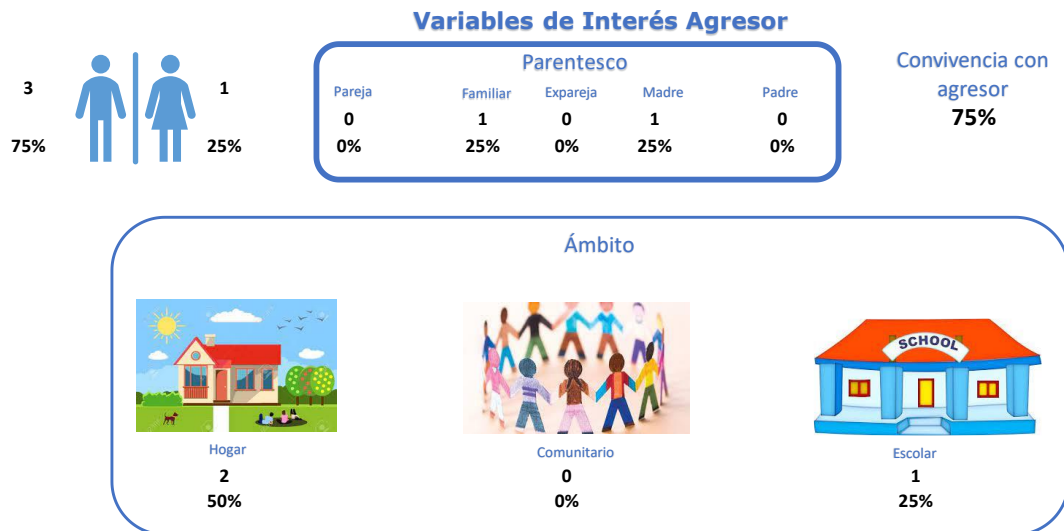 Variables de Interés Agresor
3
75%
1
25%
Parentesco
Pareja Familiar Expareja Madre Padre
0 1 0 1 0
0% 25% 0% 25% 0%
Convivencia con
agresor
75%
Ámbito
SCHOOL
Hogar Comunitario Escolar
2 0 1
50% 0% 25%